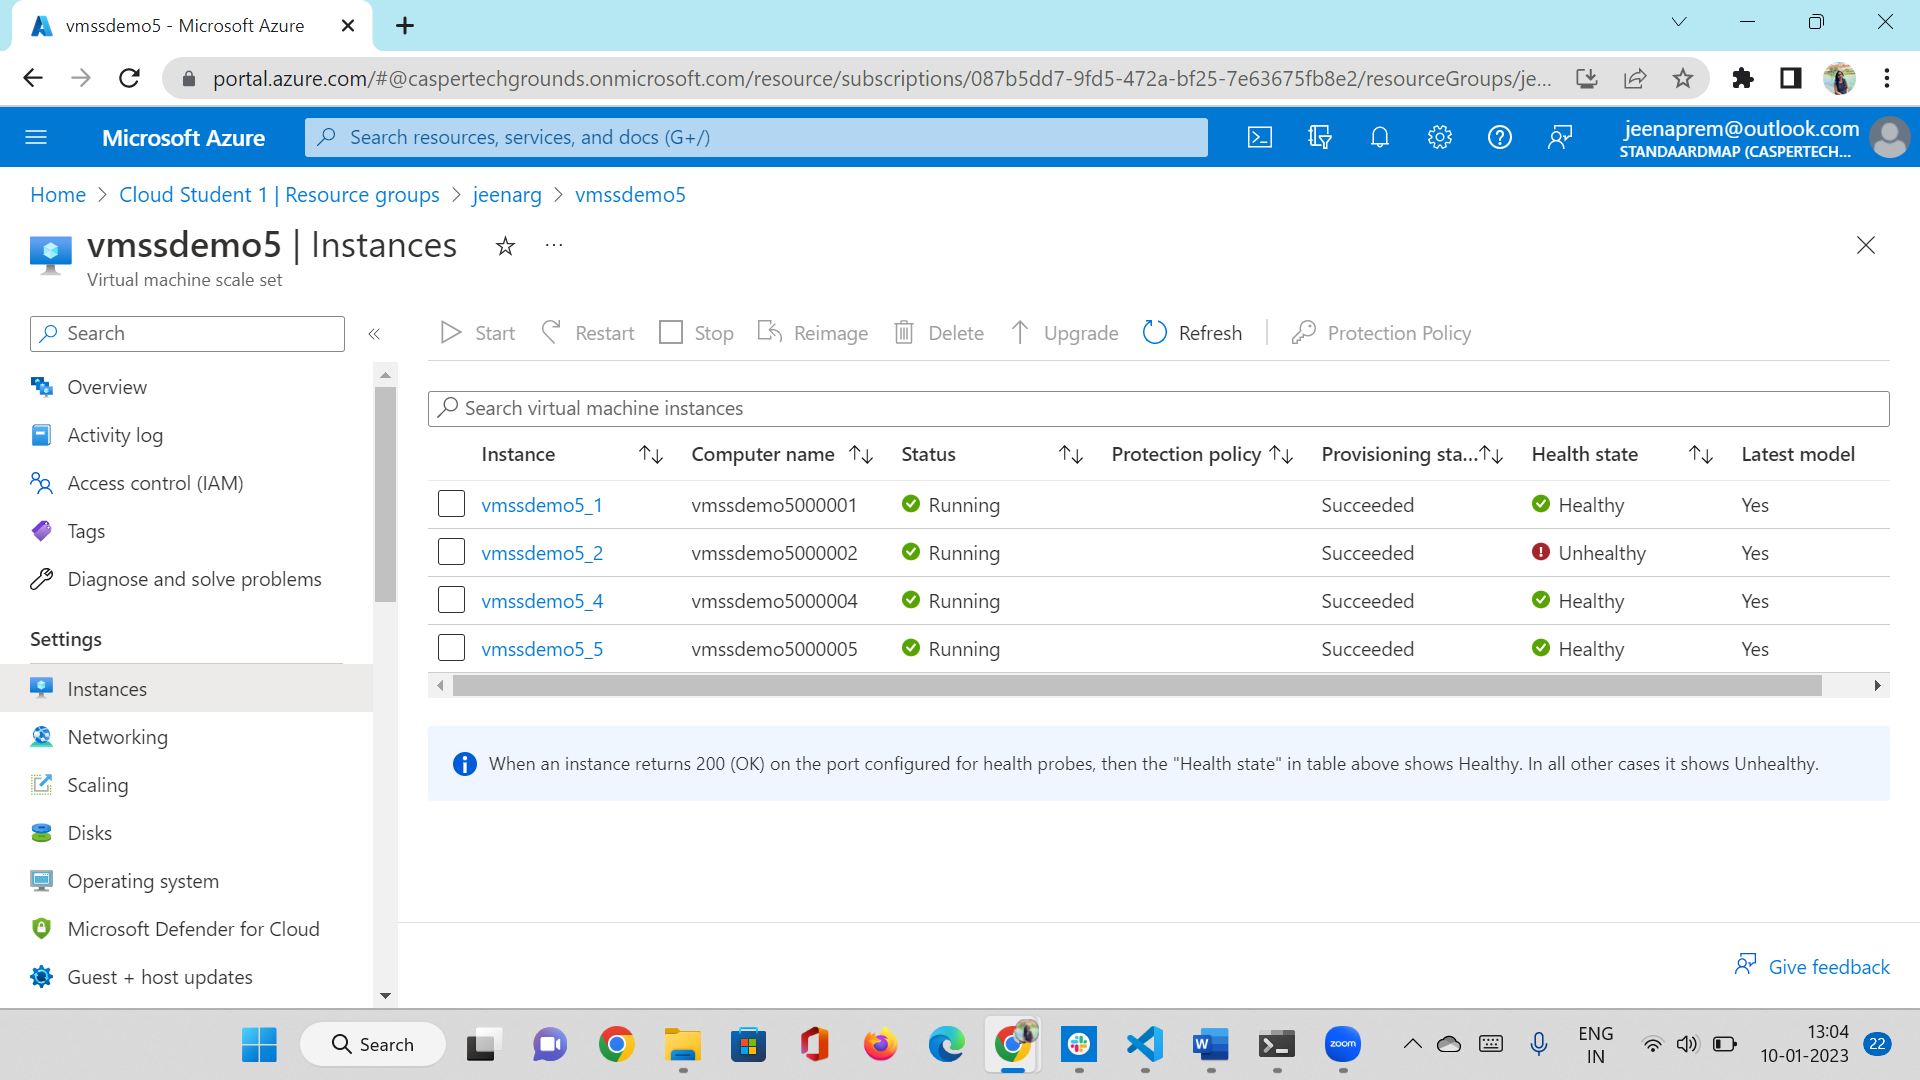 vmssdemo5 - Microsoft Azure
portal.azure.com/#@caspertechgrounds.onmicrosoft.com/resource/subscriptions/087b5dd7-9fd5-472a-bf25-7e63675fb8e2/resourceGroups/je...
Microsoft Azure
Search resources, services, and docs (G+/)
jeenaprem@outlook.com
STANDAARDMAP (CASPERTECH...
Home > Cloud Student 1 | Resource groups > jeenarg > vmssdemo5
vmssdemo5 | Instances ...
Virtual machine scale set
Search
Overview
Activity log
Access control (IAM)
Tags
Diagnose and solve problems
Settings
Instances
Networking
Scaling
Disks
Operating system
Microsoft Defender for Cloud
Guest + host updates
Start Restart Stop Reimage Delete Upgrade Refresh Protection Policy
Search virtual machine instances
Instance Computer name Status Protection policy Provisioning sta... Health state Latest model
vmssdemo5_1 vmssdemo5000001 Running Succeeded Healthy Yes
vmssdemo5_2 vmssdemo5000002 Running Succeeded Unhealthy Yes
vmssdemo5_4 vmssdemo5000004 Running Succeeded Healthy Yes
vmssdemo5_5 vmssdemo5000005 Running Succeeded Healthy Yes
When an instance returns 200 (OK) on the port configured for health probes, then the "Health state" in table above shows Healthy. In all other cases it shows Unhealthy.
Give feedback
Search
zoom
ENG
IN
13:04
10-01-2023
22